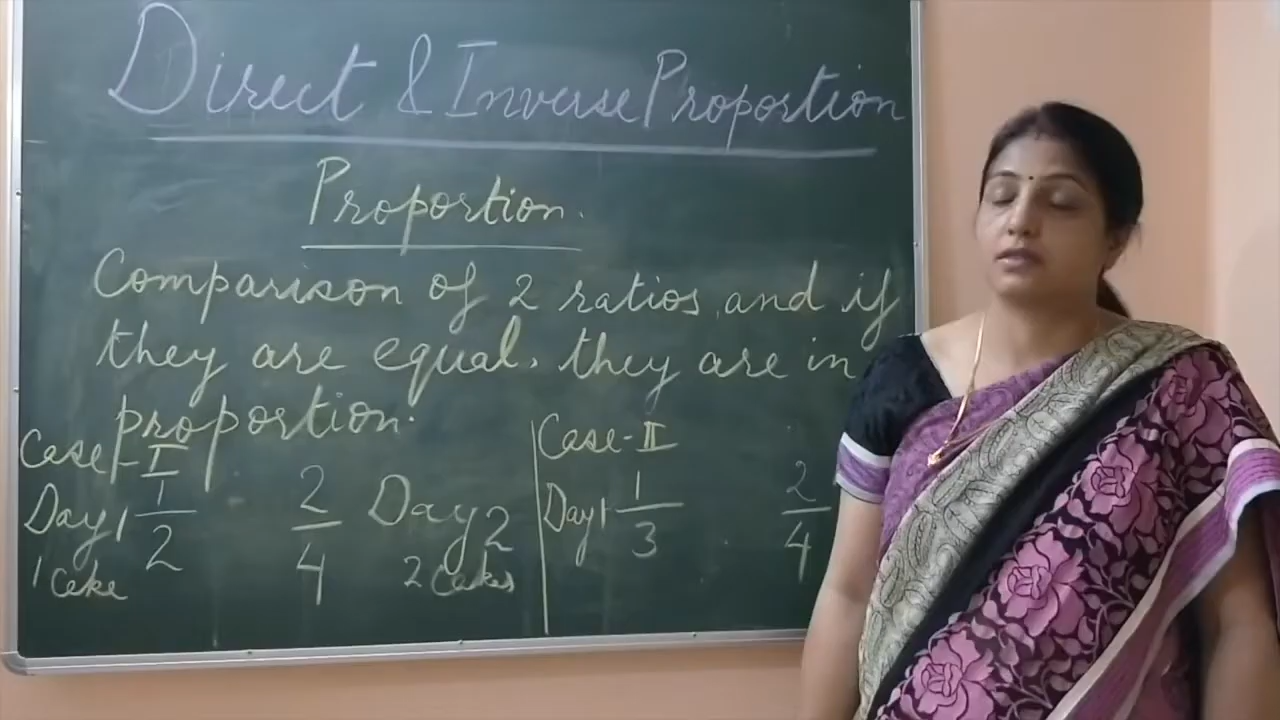 Direct & Inverse Proportion
Proportion.
Comparison of 2 ratios, and if
they are equal, they are in
proportion.
Case-I
Day 1 1/2 2/4 Day 2
1 Cake 2 Cakes
Case-II
Day 1 1/3 2/4